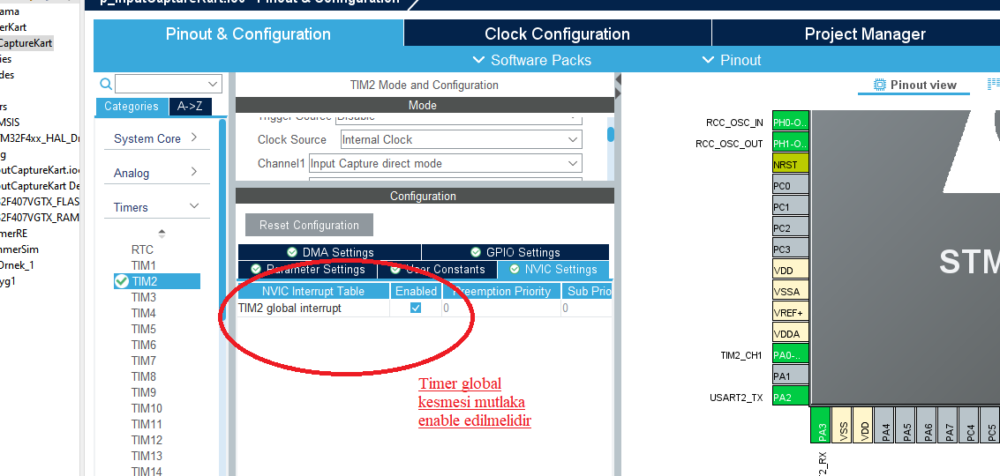 ama
p_InputCaptureKart.ioc - Pinout & Configuration
erKart
CaptureKart
ies
des
rs
MSIS
M32F4xx_HAL_Dr
g
putCaptureKart.ioc
putCaptureKart De
32F407VGTX_FLAS
32F407VGTX_RAM
merRE
nmerSim
Ornek_1
yg1
Pinout & Configuration
Clock Configuration
Project Manager
Software Packs
Pinout
Categories
A->Z
System Core
Analog
Timers
RTC
TIM1
TIM2
TIM3
TIM4
TIM5
TIM6
TIM7
TIM8
TIM9
TIM10
TIM11
TIM12
TIM13
TIM14
TIM2 Mode and Configuration
Mode
Trigger Source Disable
Clock Source Internal Clock
Channel1 Input Capture direct mode
Configuration
Reset Configuration
DMA Settings
GPIO Settings
Parameter Settings
User Constants
NVIC Settings
NVIC Interrupt Table
Enabled
Preemption Priority
Sub Prio
TIM2 global interrupt
0
0
Timer global
kesmesi mutlaka
enable edilmelidir
Pinout view
RCC_OSC_IN
PH0-O..
RCC_OSC_OUT
PH1-O..
NRST
PC0
PC1
PC2
PC3
VDD
VSSA
VREF+
VDDA
TIM2_CH1
PA0-..
PA1
USART2_TX
PA2
STM
PA3
VSS
VDD
PA4
PA5
PA6
PA7
PC4
PC5
T2_RX